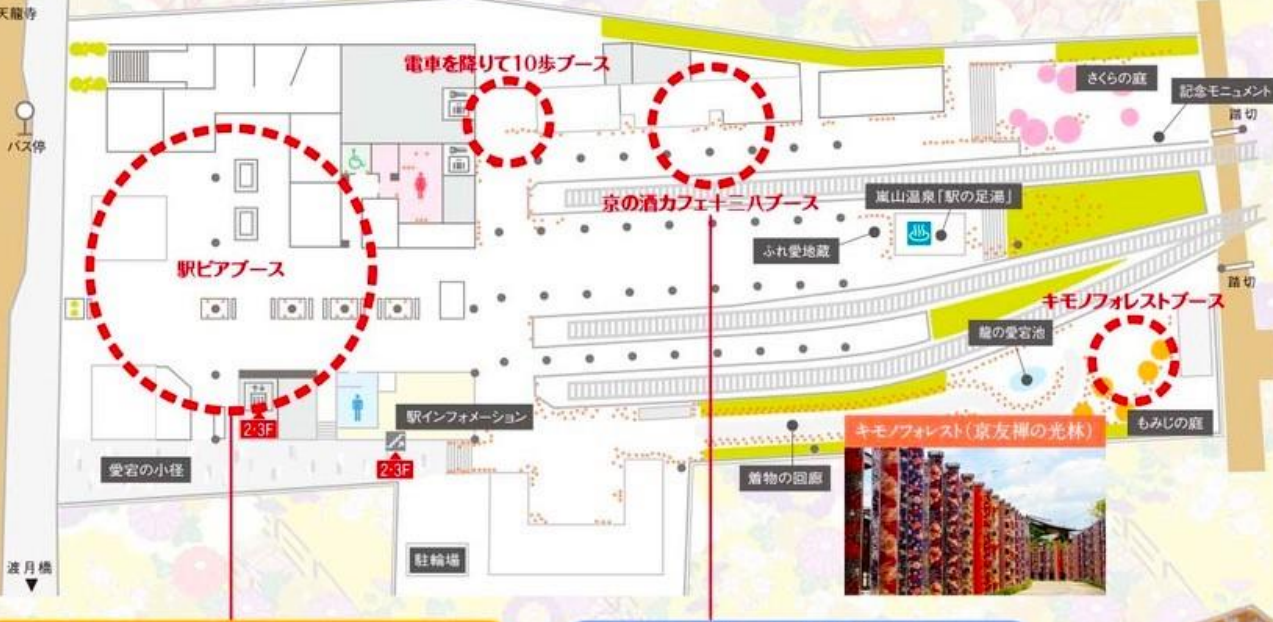 天龍寺
バス停
電車を降りて10歩ブース
さくらの庭
記念モニュメント
踏切
京の酒カフェ十三八ブース
嵐山温泉「駅の足湯」
ふれ愛地蔵
駅ビアブース
踏切
キモノフォレストブース
龍の愛宕池
駅インフォメーション
2・3F
2・3F
愛宕の小径
キモノフォレスト(京友禅の光林)
もみじの庭
着物の回廊
駐輪場
渡月橋